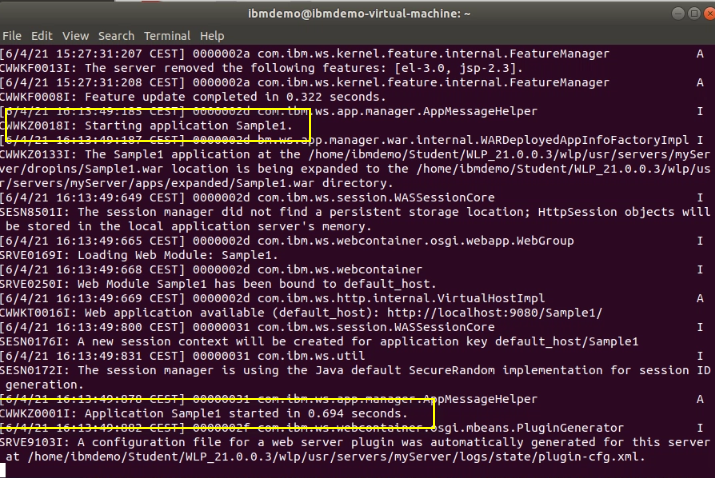 ibmdemo@ibmdemo-virtual-machine: ~
File Edit View Search Terminal Help
[6/4/21 15:27:31:207 CEST] 0000002a com.ibm.ws.kernel.feature.internal.FeatureManager A
CWWKF0013I: The server removed the following features: [el-3.0, jsp-2.3].
[6/4/21 15:27:31:208 CEST] 0000002a com.ibm.ws.kernel.feature.internal.FeatureManager A
CWWKF0008I: Feature update completed in 0.322 seconds.
[6/4/21 16:13:49:185 CEST] 0000002d com.ibm.ws.app.manager.AppMessageHelper I
CWWKZ0018I: Starting application Sample1.
[6/4/21 16:13:49:187 CEST] 0000002d bm.ws.app.manager.war.internal.WARDeployedAppInfoFactoryImpl I
CWWKZ0133I: The Sample1 application at the /home/ibmdemo/Student/WLP_21.0.0.3/wlp/usr/servers/mySer
ver/dropins/Sample1.war location is being expanded to the /home/ibmdemo/Student/WLP_21.0.0.3/wlp/us
r/servers/myServer/apps/expanded/Sample1.war directory.
[6/4/21 16:13:49:649 CEST] 0000002d com.ibm.ws.session.WASSessionCore I
SESN8501I: The session manager did not find a persistent storage location; HttpSession objects will
be stored in the local application server's memory.
[6/4/21 16:13:49:665 CEST] 0000002d com.ibm.ws.webcontainer.osgi.webapp.WebGroup I
SRVE0169I: Loading Web Module: Sample1.
[6/4/21 16:13:49:668 CEST] 0000002d com.ibm.ws.webcontainer I
SRVE0250I: Web Module Sample1 has been bound to default_host.
[6/4/21 16:13:49:669 CEST] 0000002d com.ibm.ws.http.internal.VirtualHostImpl A
CWWKT0016I: Web application available (default_host): http://localhost:9080/Sample1/
[6/4/21 16:13:49:800 CEST] 00000031 com.ibm.ws.session.WASSessionCore I
SESN0176I: A new session context will be created for application key default_host/Sample1
[6/4/21 16:13:49:831 CEST] 00000031 com.ibm.ws.util I
SESN0172I: The session manager is using the Java default SecureRandom implementation for session ID
generation.
[6/4/21 16:13:49:878 CEST] 00000031 com.ibm.ws.app.manager.AppMessageHelper A
CWWKZ0001I: Application Sample1 started in 0.694 seconds.
[6/4/21 16:13:49:882 CEST] 0000002f com.ibm.ws.webcontainer.osgi.mbeans.PluginGenerator I
SRVE9103I: A configuration file for a web server plugin was automatically generated for this server
at /home/ibmdemo/Student/WLP_21.0.0.3/wlp/usr/servers/myServer/logs/state/plugin-cfg.xml.